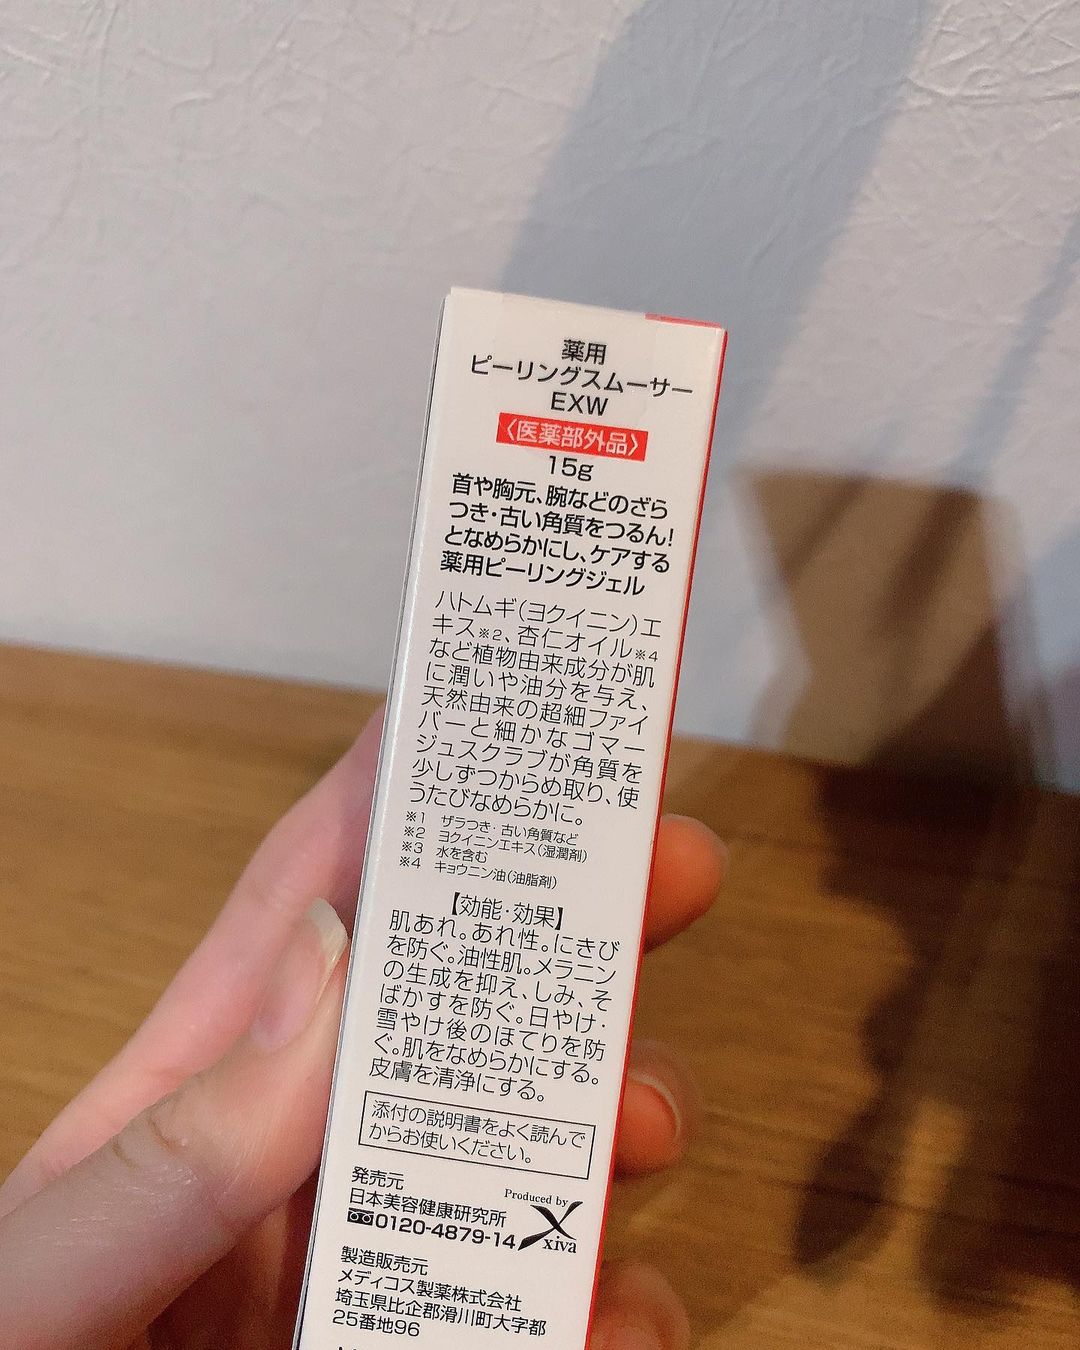 薬用
ピーリングスムーサー
EXW
〈医薬部外品〉
15g
首や胸元、腕などのざら
つき・古い角質をつるん!
となめらかにし、ケアする
薬用ピーリングジェル
ハトムギ(ヨクイニン)エ
キス※2、杏仁オイル※4
など植物由来成分が肌
に潤いや油分を与え、
天然由来の超細ファイ
バーと細かなゴマー
ジュスクラブが角質を
少しずつからめ取り、使
うたびなめらかに。
※1 ザラつき・古い角質など
※2 ヨクイニンエキス(湿潤剤)
※3 水を含む
※4 キョウニン油(油脂剤)
【効能・効果】
肌あれ。あれ性。にきび
を防ぐ。油性肌。メラニン
の生成を抑え、しみ、そ
ばかすを防ぐ。日やけ・
雪やけ後のほてりを防
ぐ。肌をなめらかにする。
皮膚を清浄にする。
添付の説明書をよく読んで
からお使いください。
発売元
日本美容健康研究所
0120-4879-14
Produced by
xiva
製造販売元
メディコス製薬株式会社
埼玉県比企郡滑川町大字都
25番地96